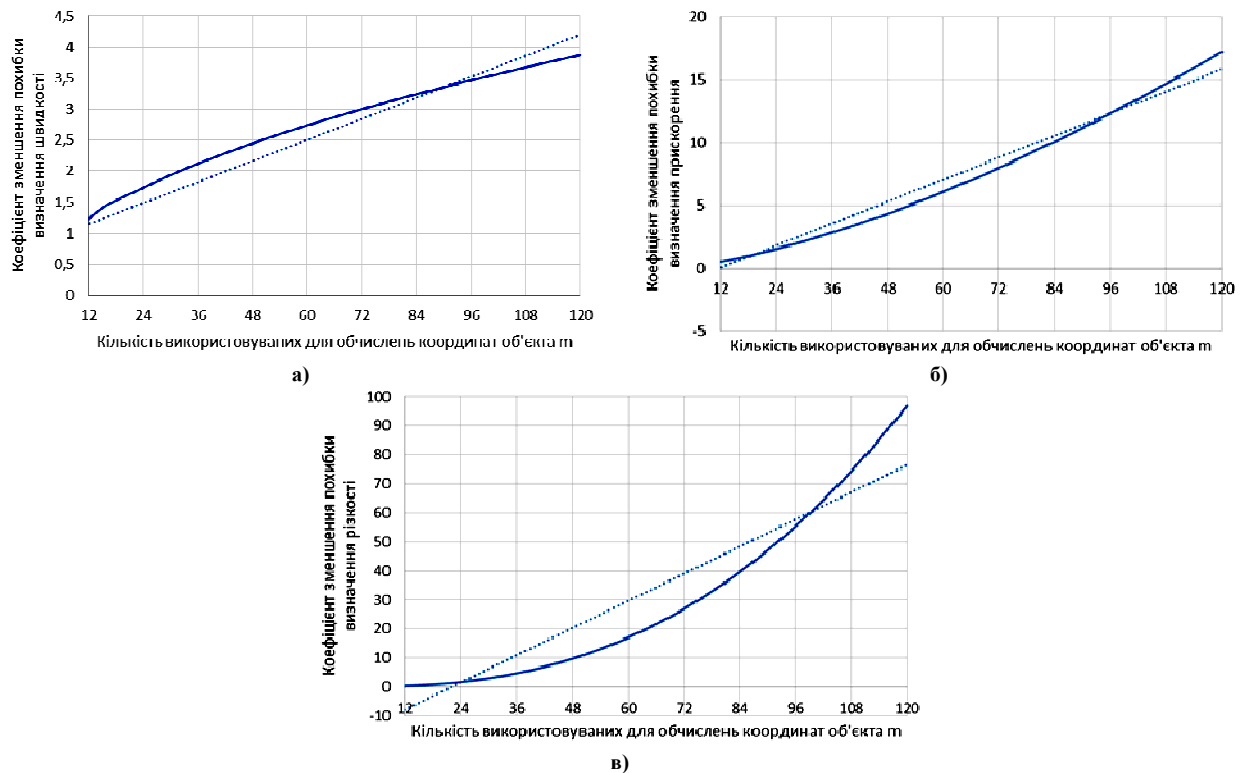 4,5
4
3,5
3
2,5
2
1,5
1
0,5
0
12 24 36 48 60 72 84 96 108 120
Коефіцієнт зменшення похибки
визначення швидкості
Кількість використовуваних для обчислень координат об'єкта m
а)
20
15
10
5
0
-5
12 24 36 48 60 72 84 96 108 120
Коефіцієнт зменшення похибки
визначення прискорення
Кількість використовуваних для обчислень координат об'єкта m
б)
100
90
80
70
60
50
40
30
20
10
0
-10
12 24 36 48 60 72 84 96 108 120
Коефіцієнт зменшення похибки
визначення різкості
Кількість використовуваних для обчислень координат об'єкта m
в)